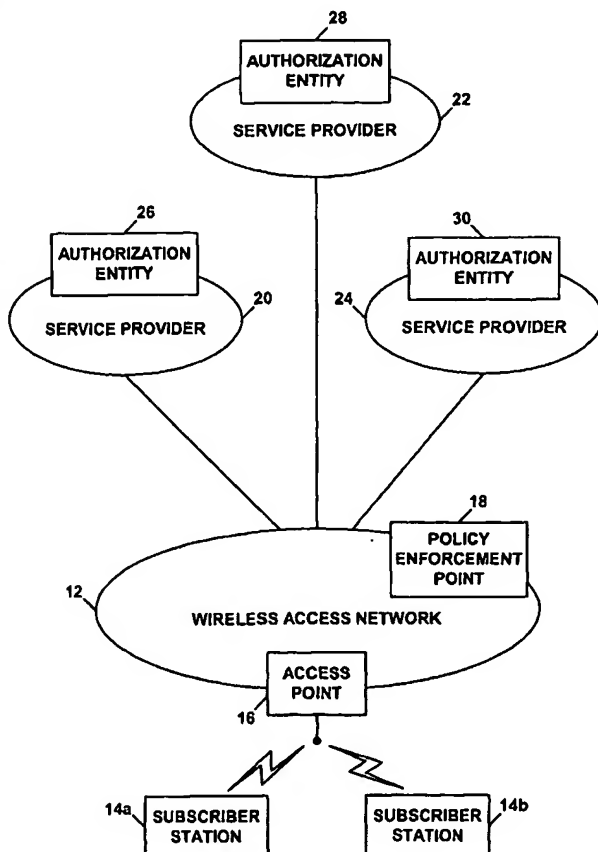 28
AUTHORIZATION
ENTITY
22
SERVICE PROVIDER
26
AUTHORIZATION
ENTITY
20
SERVICE PROVIDER
30
AUTHORIZATION
ENTITY
24
SERVICE PROVIDER
18
POLICY
ENFORCEMENT
POINT
12
WIRELESS ACCESS NETWORK
ACCESS
POINT
16
14a
SUBSCRIBER
STATION
SUBSCRIBER
STATION
14b